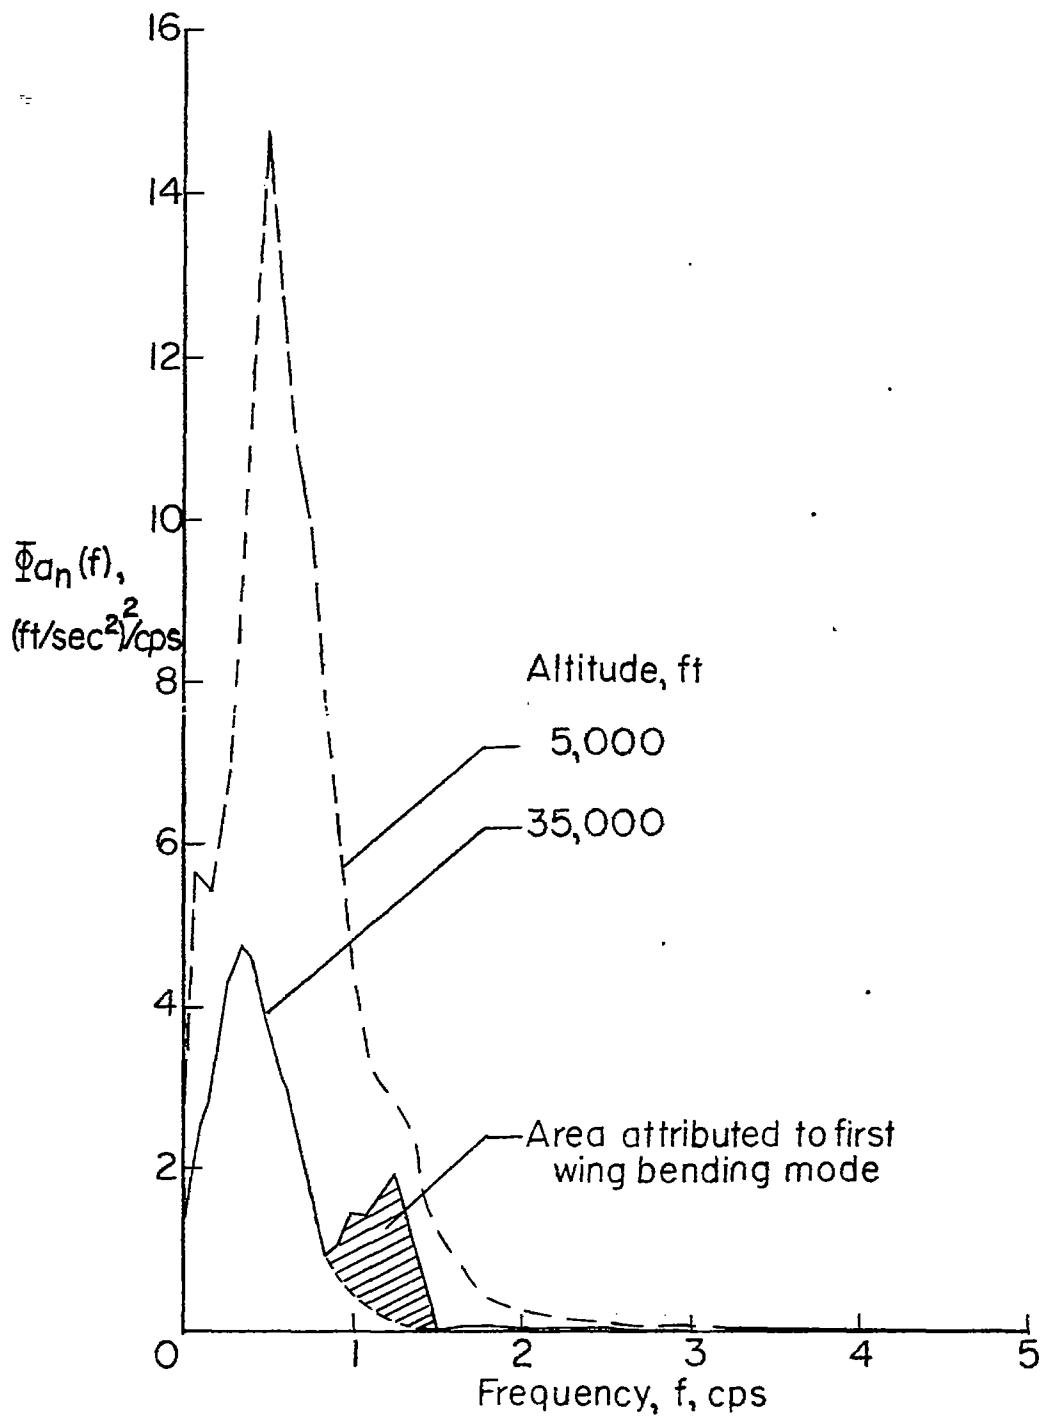 16
14
12
10
Φan(f),
(ft/sec²)²/cps
8
Altitude, ft
5,000
6
35,000
4
Area attributed to first
wing bending mode
2
0
0 1 2 3 4 5
Frequency, f, cps